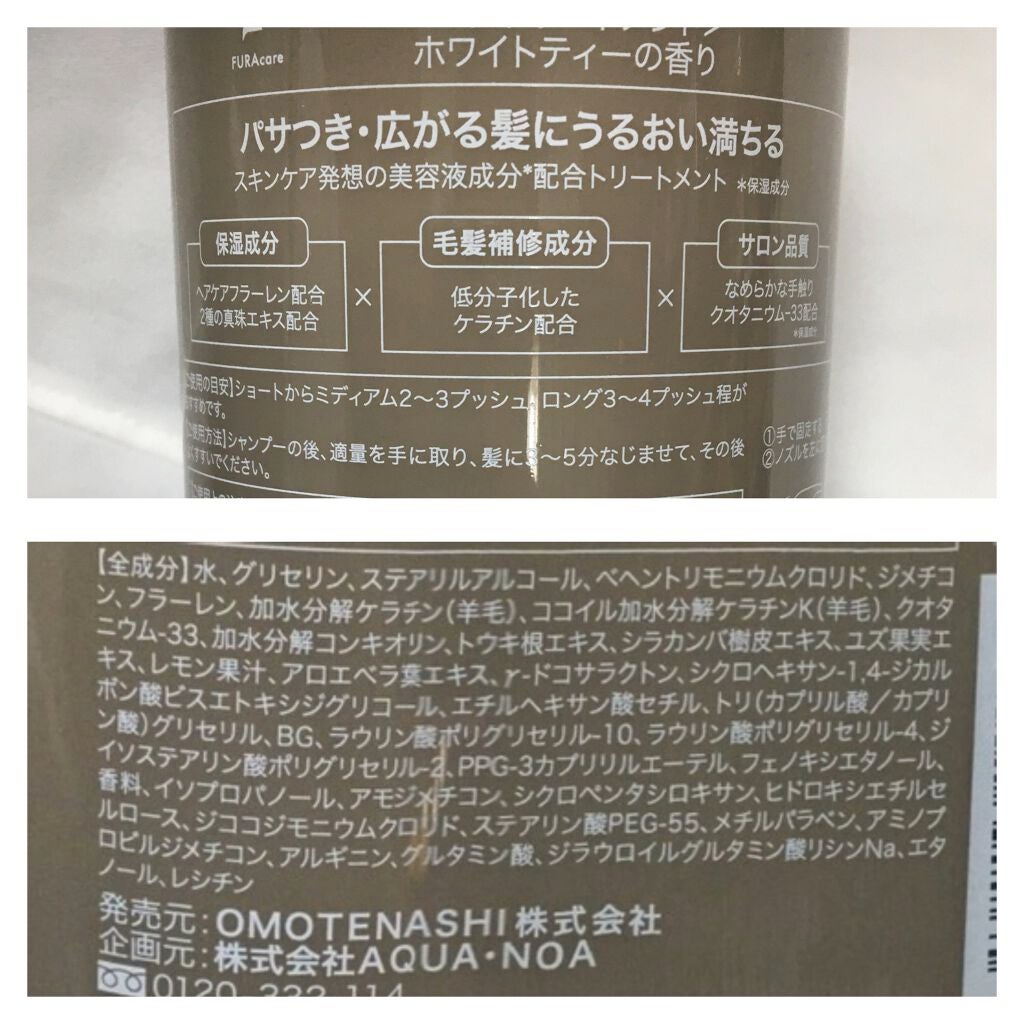 FURAcare
ホワイトティーの香り
パサつき・広がる髪にうるおい満ちる
スキンケア発想の美容液成分*配合トリートメント *保湿成分
保湿成分
ヘアケアフラーレン配合
2種の真珠エキス配合
×
毛髪補修成分
低分子化した
ケラチン配合
×
サロン品質
なめらかな手触り
クオタニウム-33配合
*保湿成分
使用の目安】ショートからミディアム2〜3プッシュ、ロング3〜4プッシュ程が
すめです。
使用方法】シャンプーの後、適量を手に取り、髪に3〜5分なじませて、その後
すすいでください。
①手で固定する
②ノズルを左に
【全成分】水、グリセリン、ステアリルアルコール、ベヘントリモニウムクロリド、ジメチコ
ン、フラーレン、加水分解ケラチン(羊毛)、ココイル加水分解ケラチンK(羊毛)、クオタ
ニウム-33、加水分解コンキオリン、トウキ根エキス、シラカンバ樹皮エキス、ユズ果実エ
キス、レモン果汁、アロエベラ葉エキス、γ-ドコサラクトン、シクロヘキサン-1,4-ジカル
ボン酸ビスエトキシジグリコール、エチルヘキサン酸セチル、トリ(カプリル酸/カプリ
ン酸)グリセリル、BG、ラウリン酸ポリグリセリル-10、ラウリン酸ポリグリセリル-4、ジ
イソステアリン酸ポリグリセリル-2、PPG-3カプリリルエーテル、フェノキシエタノール、
香料、イソプロパノール、アモジメチコン、シクロペンタシロキサン、ヒドロキシエチルセ
ルロース、ジココジモニウムクロリド、ステアリン酸PEG-55、メチルパラベン、アミノプ
ロピルジメチコン、アルギニン、グルタミン酸、ジラウロイルグルタミン酸リシンNa、エタ
ノール、レシチン
発売元:OMOTENASHI株式会社
企画元:株式会社AQUA・NOA
0120-332-114